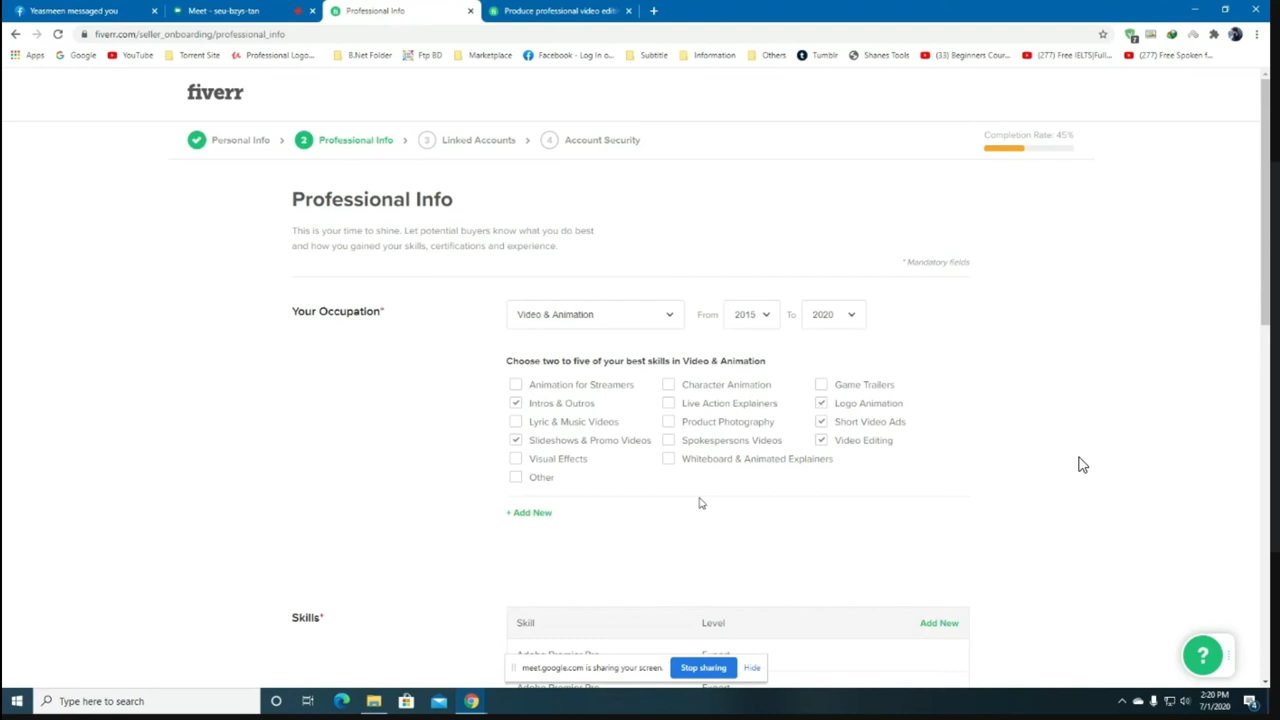 Yeasmeen messaged you
Meet - seu-bzys-tan
Professional Info
Produce professional video edit
fiverr.com/seller_onboarding/professional_info
Apps
Google
YouTube
Torrent Site
Professional Logo...
B.Net Folder
Ftp BD
Marketplace
Facebook - Log In o...
Subtitle
Information
Others
Tumblr
Shanes Tools
(33) Beginners Cour...
(277) Free IELTS(Full...
(277) Free Spoken f...
fiverr
Personal Info
2 Professional Info
3 Linked Accounts
4 Account Security
Completion Rate: 45%
Professional Info
This is your time to shine. Let potential buyers know what you do best
and how you gained your skills, certifications and experience.
* Mandatory fields
Your Occupation*
Video & Animation
From 2015 To 2020
Choose two to five of your best skills in Video & Animation
Animation for Streamers Character Animation Game Trailers
Intros & Outros Live Action Explainers Logo Animation
Lyric & Music Videos Product Photography Short Video Ads
Slideshows & Promo Videos Spokespersons Videos Video Editing
Visual Effects Whiteboard & Animated Explainers
Other
+ Add New
Skills*
Skill Level Add New
Adobe Premier Pro Expert
meet.google.com is sharing your screen. Stop sharing Hide
Adobe Premier Pro Expert
?
Type here to search
2:20 PM
7/1/2020